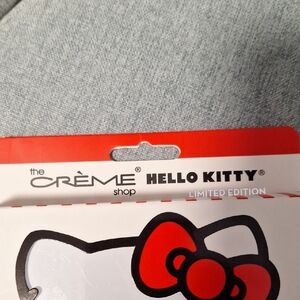 the
CRÈME® HELLO KITTY®
shop
LIMITED EDITION